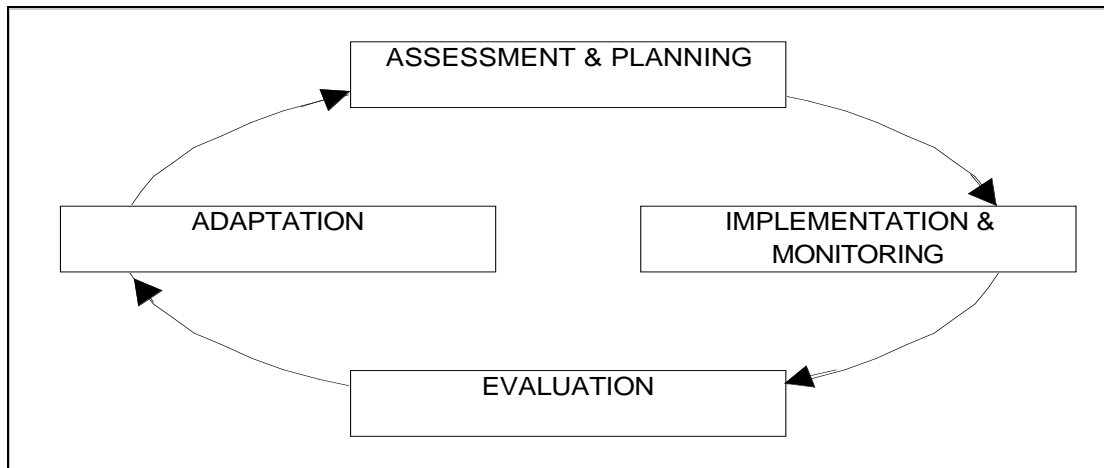 ASSESSMENT & PLANNING
ADAPTATION
IMPLEMENTATION &
MONITORING
EVALUATION